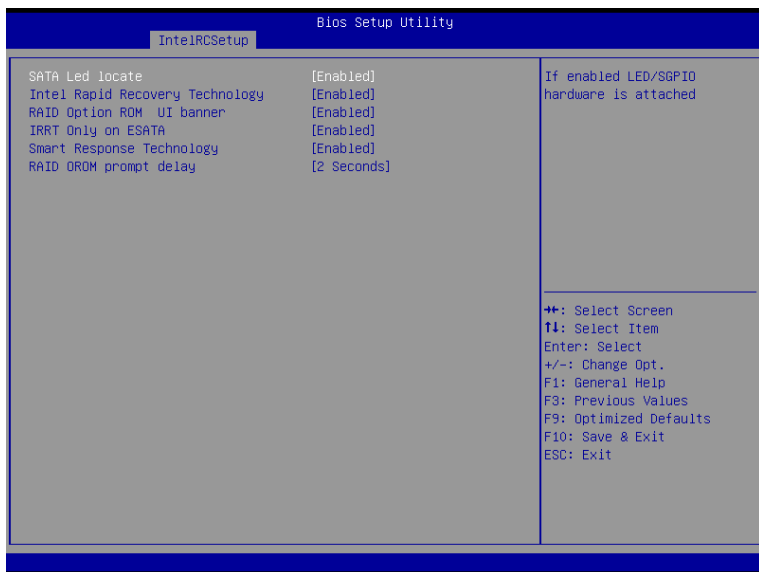 Bios Setup Utility
IntelRCSetup
SATA Led locate [Enabled]
Intel Rapid Recovery Technology [Enabled]
RAID Option ROM  UI banner [Enabled]
IRRT Only on ESATA [Enabled]
Smart Response Technology [Enabled]
RAID OROM prompt delay [2 Seconds]
If enabled LED/SGPIO
hardware is attached
→←: Select Screen
↑↓: Select Item
Enter: Select
+/-: Change Opt.
F1: General Help
F3: Previous Values
F9: Optimized Defaults
F10: Save & Exit
ESC: Exit